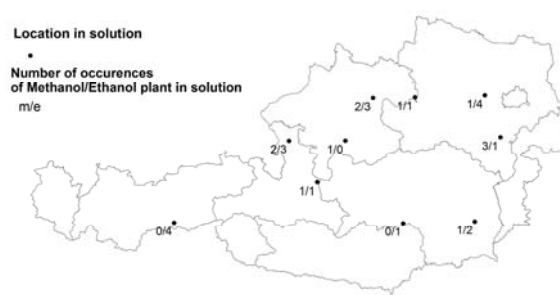 Location in solution
Number of occurences
of Methanol/Ethanol plant in solution
m/e
2/3
1/1
1/4
2/3
1/0
3/1
1/1
0/4
0/1
1/2